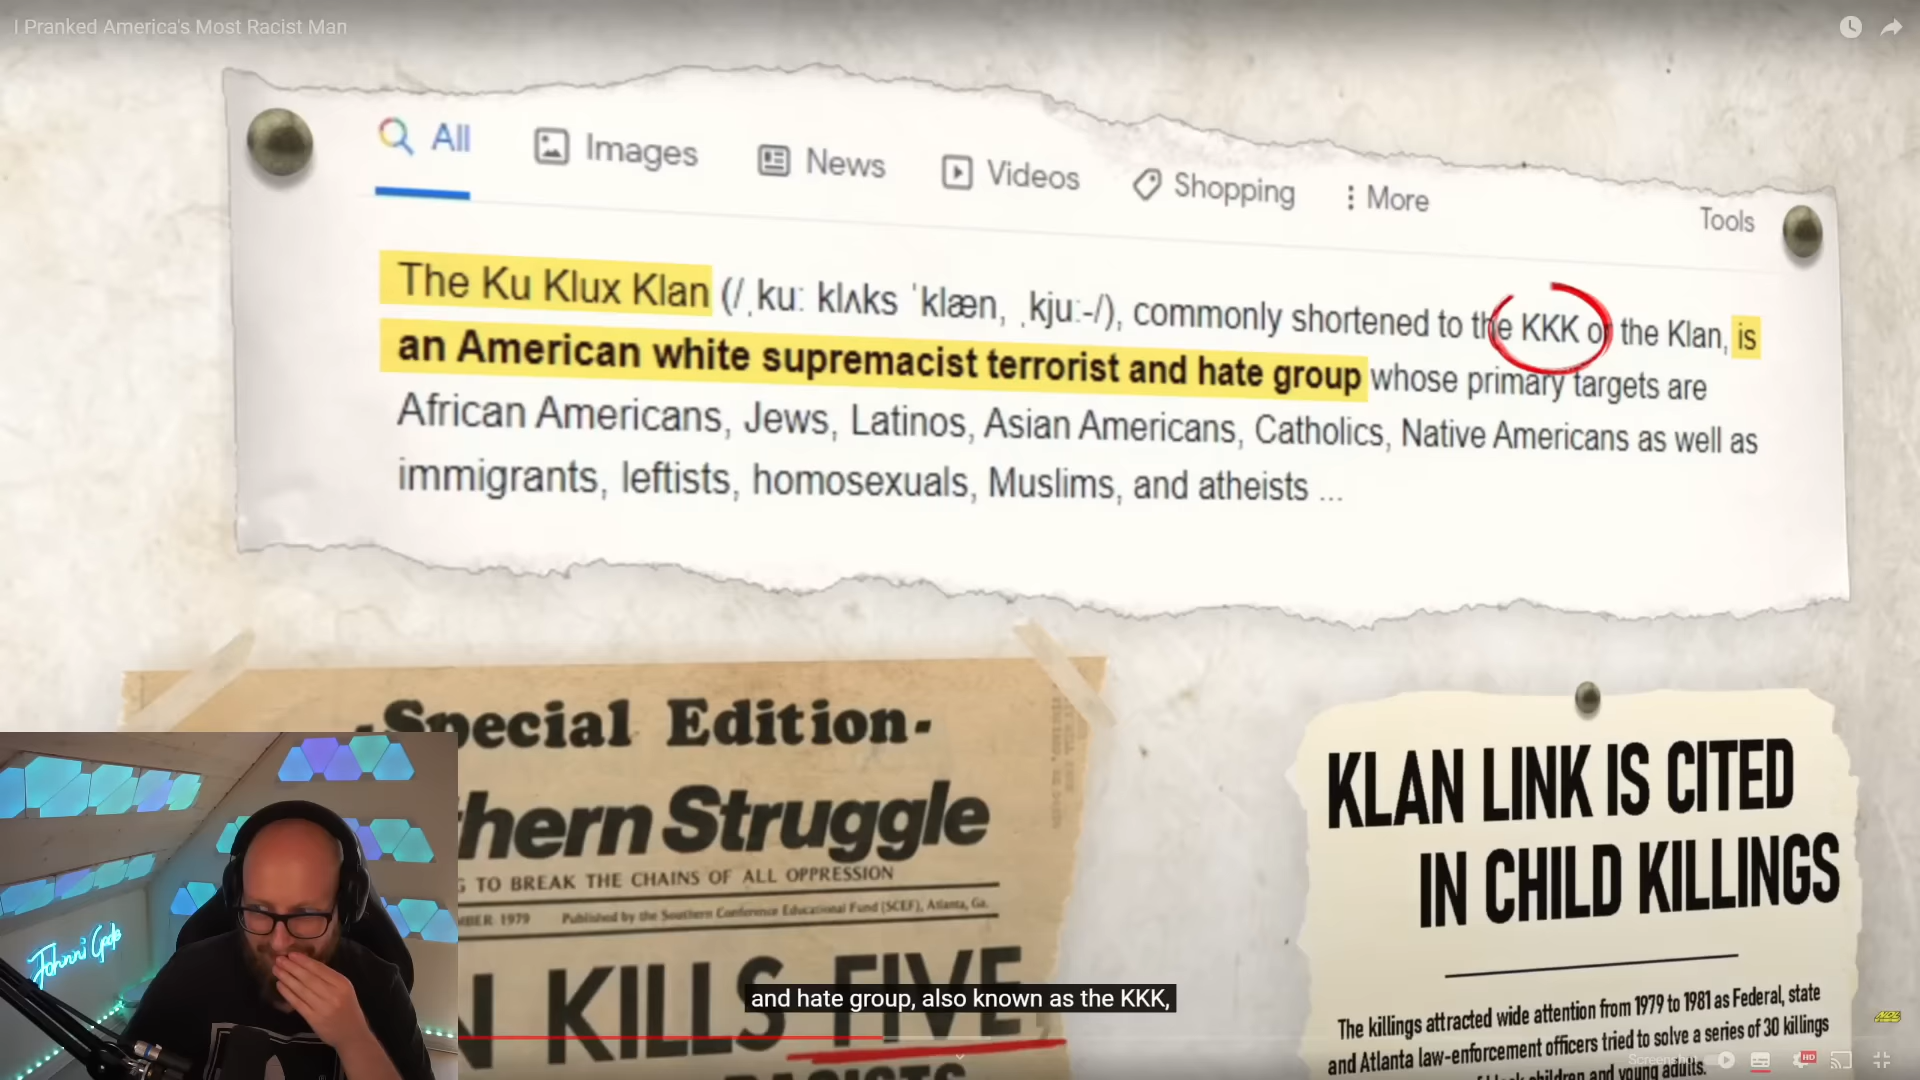 I Pranked America's Most Racist Man
All Images News Videos Shopping More Tools
The Ku Klux Klan (/ˌkuː klʌks ˈklæn, ˌkjuː-/), commonly shortened to the KKK or the Klan, is
an American white supremacist terrorist and hate group whose primary targets are
African Americans, Jews, Latinos, Asian Americans, Catholics, Native Americans as well as
immigrants, leftists, homosexuals, Muslims, and atheists ...
-Special Edition-
hern Struggle
G TO BREAK THE CHAINS OF ALL OPPRESSION
BER 1979 Published by the Southern Conference Educational Fund (SCEF), Atlanta, Ga.
N KILLS FIVE
KLAN LINK IS CITED
IN CHILD KILLINGS
The killings attracted wide attention from 1979 to 1981 as Federal, state
and Atlanta law-enforcement officers tried to solve a series of 30 killings
children and young adults.
Johnni Gade
and hate group, also known as the KKK,
Screenshot
HD